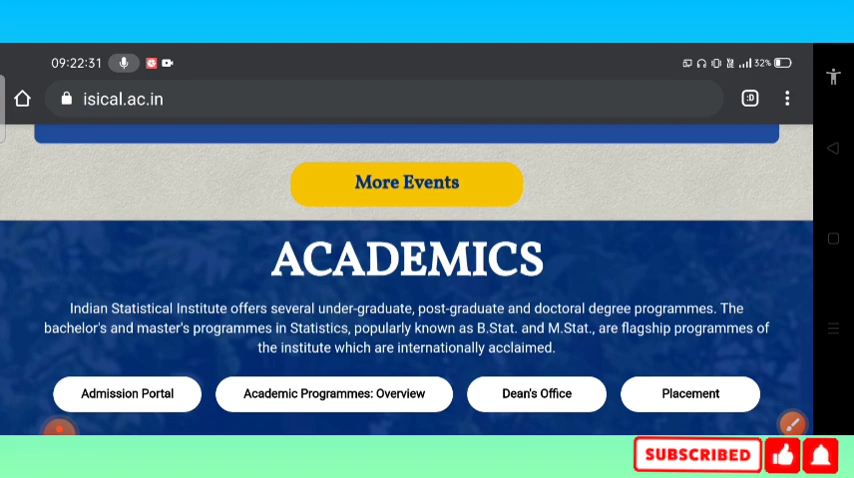 09:22:31
32%
isical.ac.in
:D
More Events
ACADEMICS
Indian Statistical Institute offers several under-graduate, post-graduate and doctoral degree programmes. The
bachelor's and master's programmes in Statistics, popularly known as B.Stat. and M.Stat., are flagship programmes of
the institute which are internationally acclaimed.
Admission Portal Academic Programmes: Overview Dean's Office Placement
SUBSCRIBED